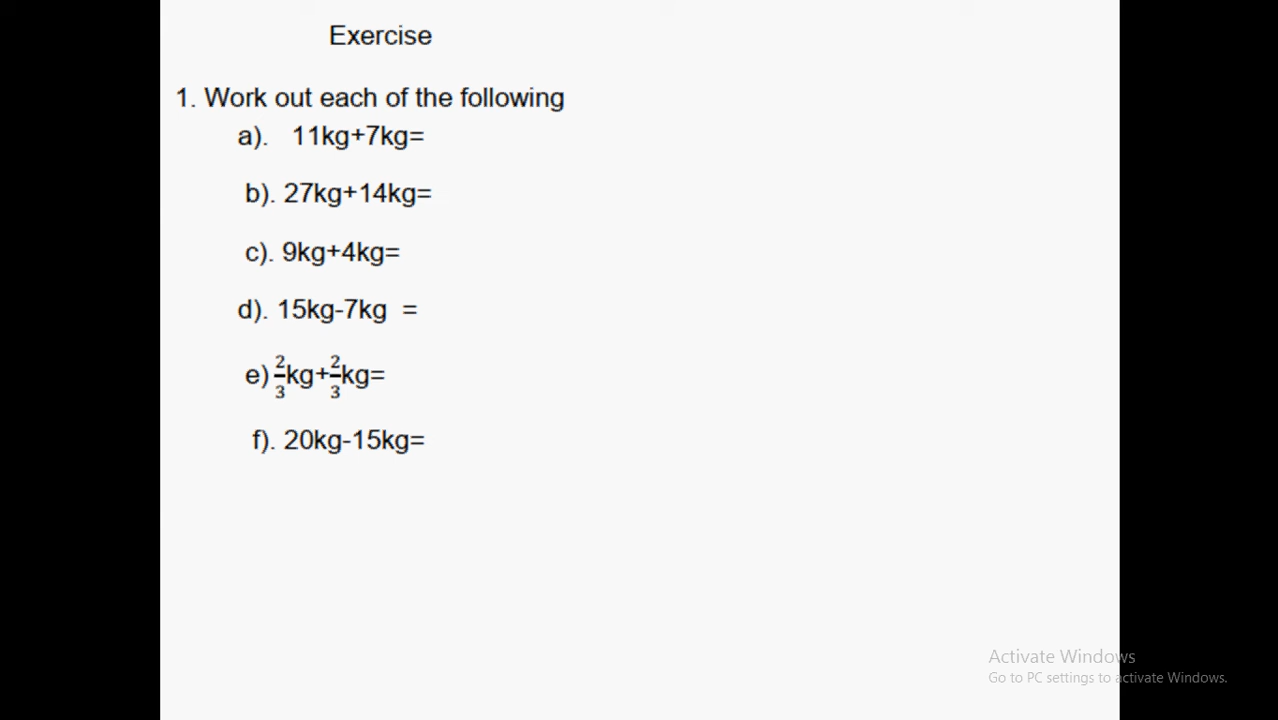 Exercise
1. Work out each of the following
a). 11kg+7kg=
b). 27kg+14kg=
c). 9kg+4kg=
d). 15kg-7kg =
e) 2/3kg+2/3kg=
f). 20kg-15kg=
Activate Windows
Go to PC settings to activate Windows.